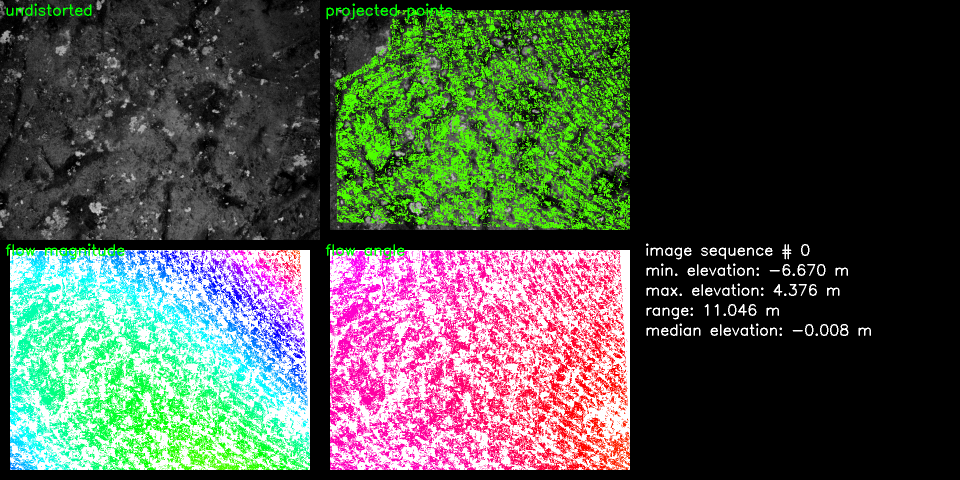 undistorted
projected points
flow magnitude
flow angle
image sequence # 0
min. elevation: −6.670 m
max. elevation: 4.376 m
range: 11.046 m
median elevation: −0.008 m